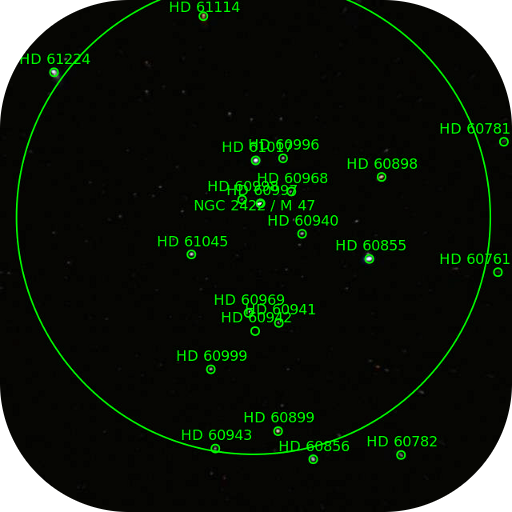 HD 61114
HD 61224
HD 60781
HD 60996
HD 61017
HD 60898
HD 60968
HD 60998
HD 60997
NGC 2422 / M 47
HD 60940
HD 61045
HD 60855
HD 60761
HD 60969
HD 60941
HD 60942
HD 60999
HD 60899
HD 60943
HD 60782
HD 60856